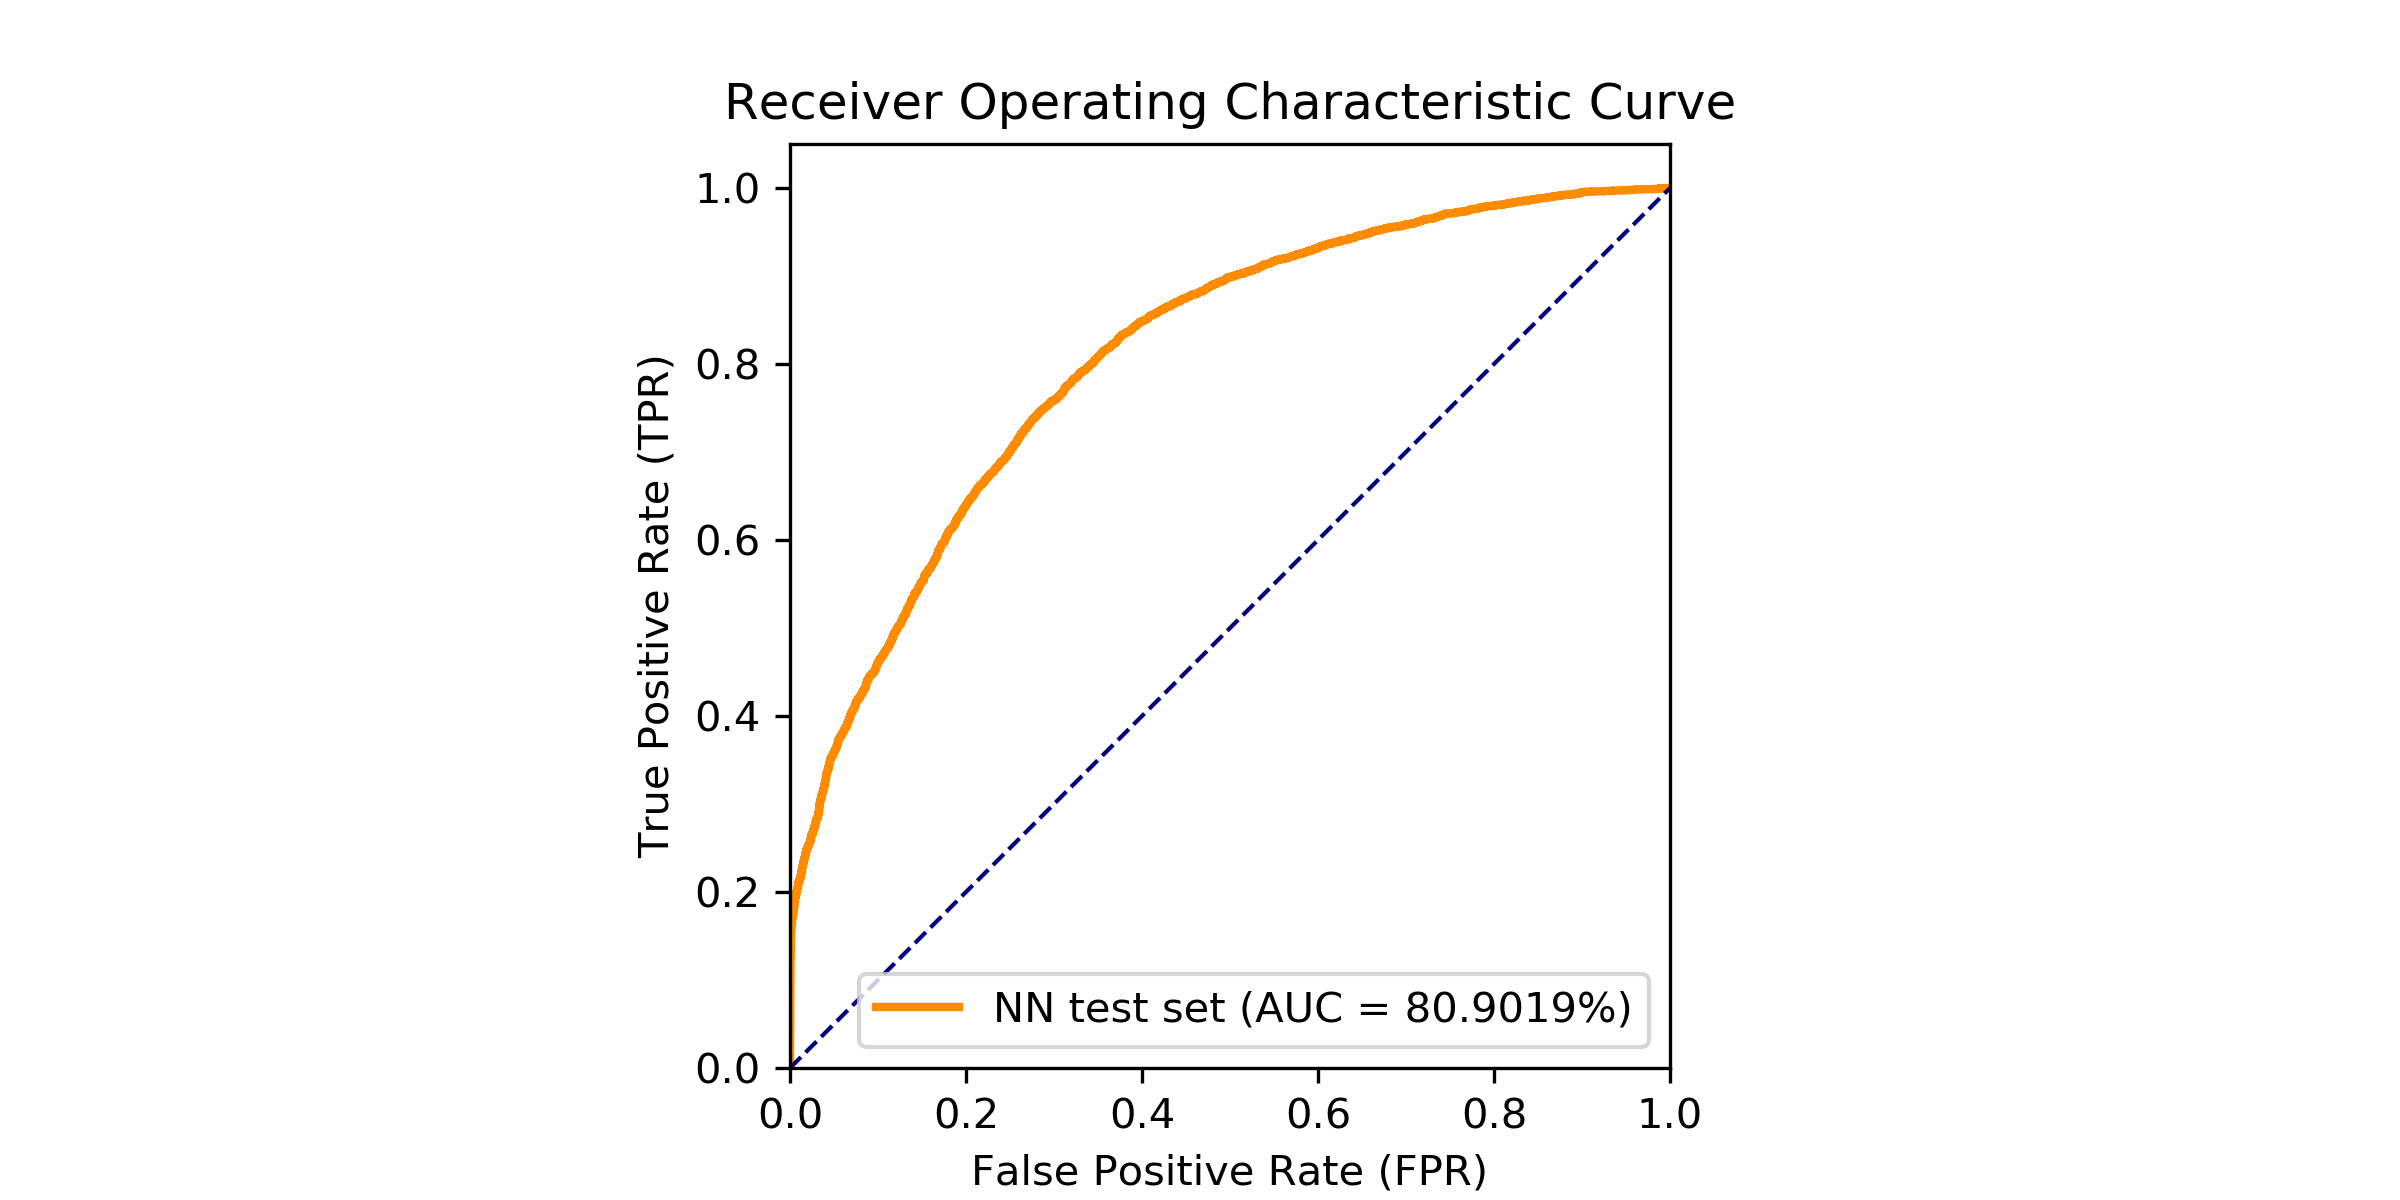 Receiver Operating Characteristic Curve
1.0
0.8
0.6
0.4
0.2
0.0
True Positive Rate (TPR)
NN test set (AUC = 80.9019%)
0.0 0.2 0.4 0.6 0.8 1.0
False Positive Rate (FPR)